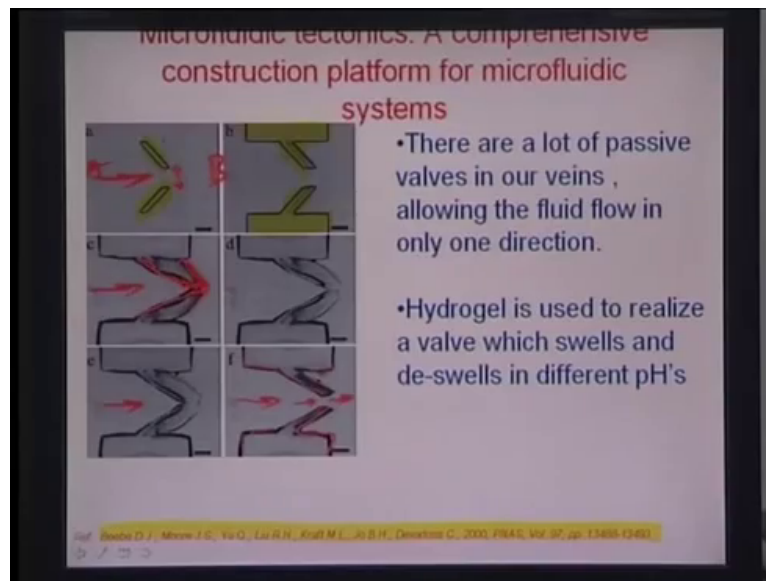 Microfluidic tectonics: A comprehensive
construction platform for microfluidic
systems
a
b
B
•There are a lot of passive
valves in our veins ,
allowing the fluid flow in
only one direction.
c
d
•Hydrogel is used to realize
a valve which swells and
de-swells in different pH's
e
f
Ref. Beebe D.J., Moore J.S., Yu Q., Liu R.H., Kraft M.L., Jo B.H., Devadoss C., 2000, PNAS, Vol. 97, pp. 13488-13493